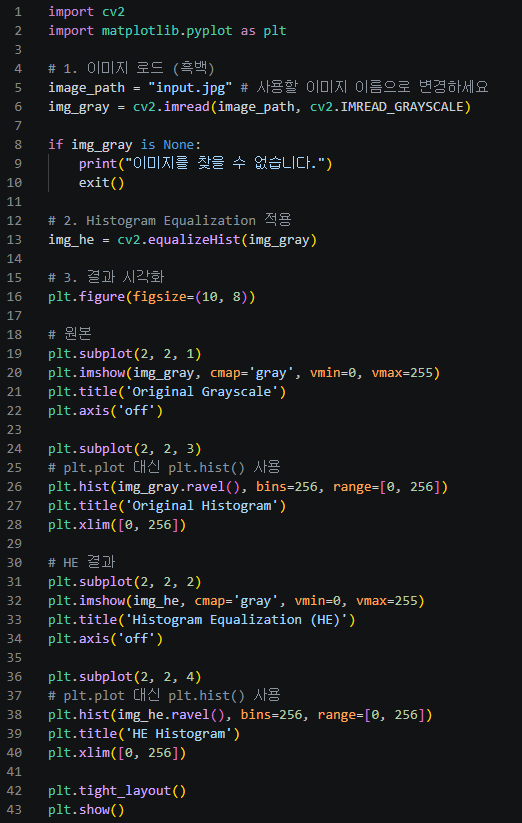 1 import cv2
2 import matplotlib.pyplot as plt
3
4 # 1. 이미지 로드 (흑백)
5 image_path = "input.jpg" # 사용할 이미지 이름으로 변경하세요
6 img_gray = cv2.imread(image_path, cv2.IMREAD_GRAYSCALE)
7
8 if img_gray is None:
9     print("이미지를 찾을 수 없습니다.")
10     exit()
11
12 # 2. Histogram Equalization 적용
13 img_he = cv2.equalizeHist(img_gray)
14
15 # 3. 결과 시각화
16 plt.figure(figsize=(10, 8))
17
18 # 원본
19 plt.subplot(2, 2, 1)
20 plt.imshow(img_gray, cmap='gray', vmin=0, vmax=255)
21 plt.title('Original Grayscale')
22 plt.axis('off')
23
24 plt.subplot(2, 2, 3)
25 # plt.plot 대신 plt.hist() 사용
26 plt.hist(img_gray.ravel(), bins=256, range=[0, 256])
27 plt.title('Original Histogram')
28 plt.xlim([0, 256])
29
30 # HE 결과
31 plt.subplot(2, 2, 2)
32 plt.imshow(img_he, cmap='gray', vmin=0, vmax=255)
33 plt.title('Histogram Equalization (HE)')
34 plt.axis('off')
35
36 plt.subplot(2, 2, 4)
37 # plt.plot 대신 plt.hist() 사용
38 plt.hist(img_he.ravel(), bins=256, range=[0, 256])
39 plt.title('HE Histogram')
40 plt.xlim([0, 256])
41
42 plt.tight_layout()
43 plt.show()